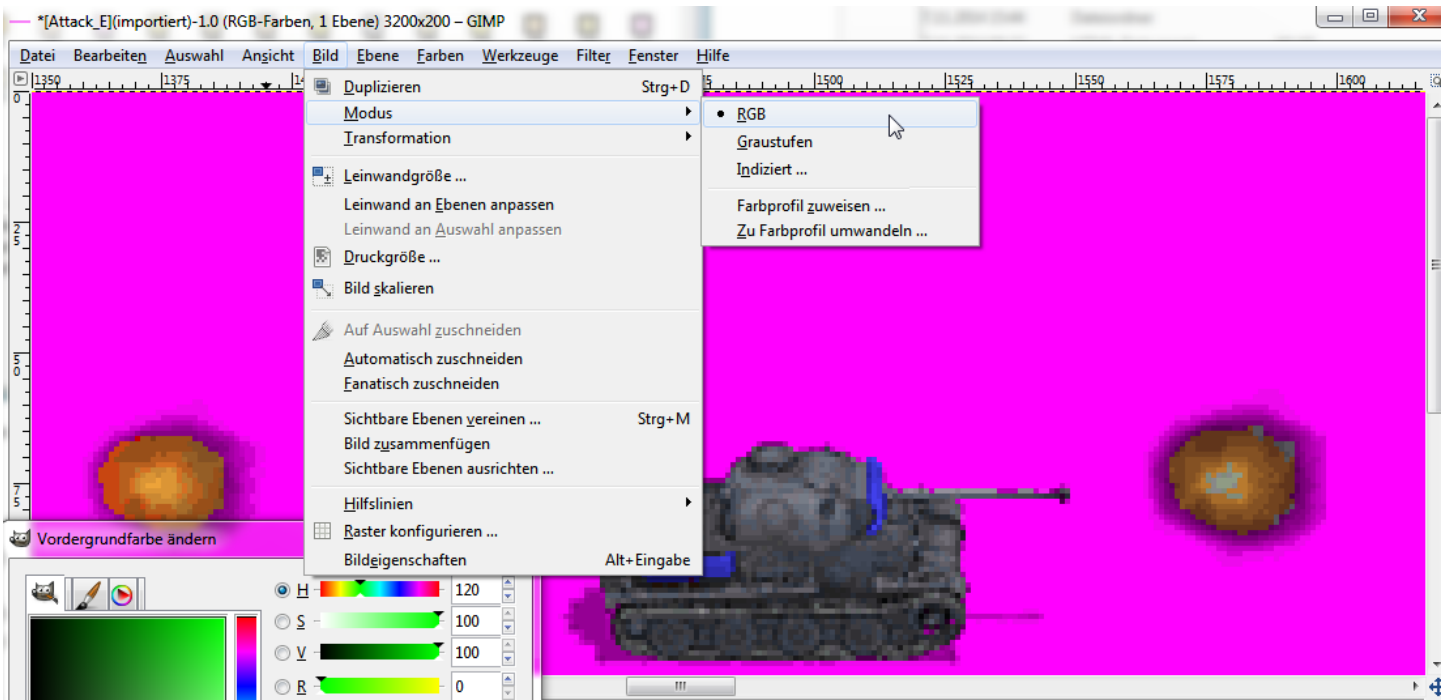 *[Attack_E](importiert)-1.0 (RGB-Farben, 1 Ebene) 3200x200 – GIMP
Datei Bearbeiten Auswahl Ansicht Bild Ebene Farben Werkzeuge Filter Fenster Hilfe
1350 1375 1500 1525 1550 1575 1600
0
25
50
75
Duplizieren Strg+D
Modus
Transformation
Leinwandgröße ...
Leinwand an Ebenen anpassen
Leinwand an Auswahl anpassen
Druckgröße ...
Bild skalieren
Auf Auswahl zuschneiden
Automatisch zuschneiden
Fanatisch zuschneiden
Sichtbare Ebenen vereinen ... Strg+M
Bild zusammenfügen
Sichtbare Ebenen ausrichten ...
Hilfslinien
Raster konfigurieren ...
Bildeigenschaften Alt+Eingabe
RGB
Graustufen
Indiziert ...
Farbprofil zuweisen ...
Zu Farbprofil umwandeln ...
Vordergrundfarbe ändern
H 120
S 100
V 100
R 0